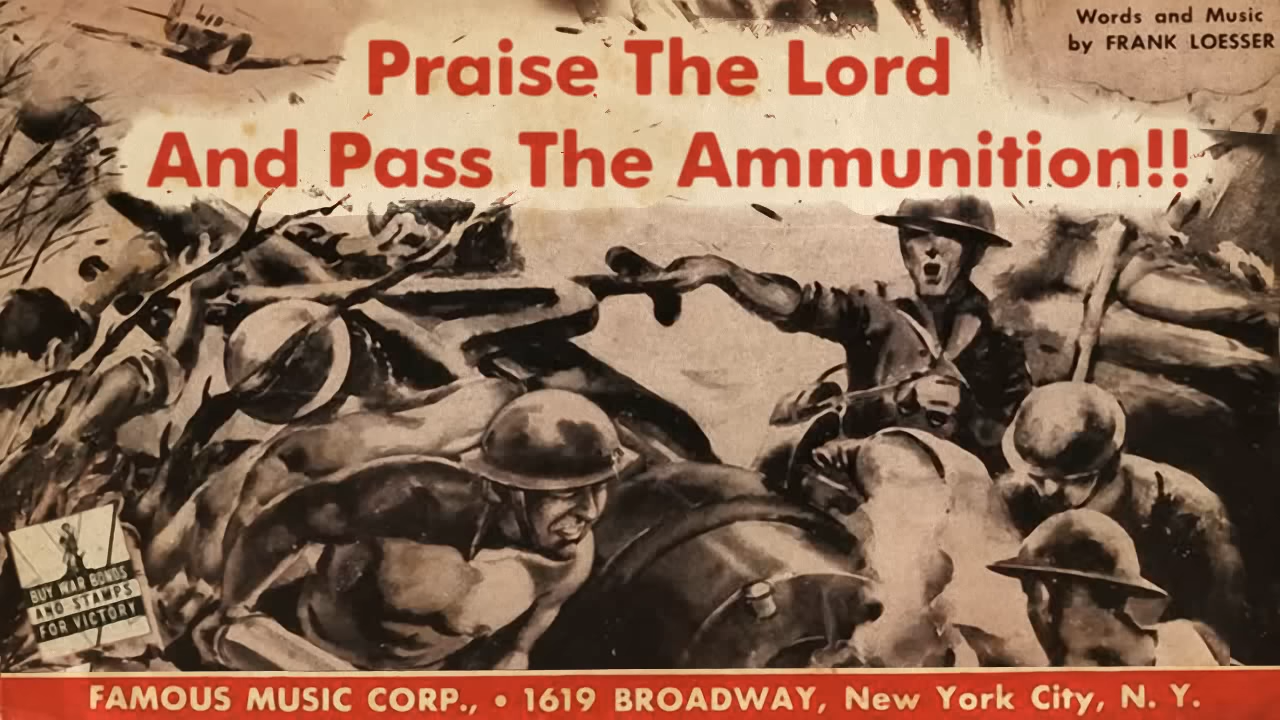 Words and Music
by FRANK LOESSER
Praise The Lord
And Pass The Ammunition!!
BUY WAR BONDS
AND STAMPS
FOR VICTORY
FAMOUS MUSIC CORP., • 1619 BROADWAY, New York City, N. Y.